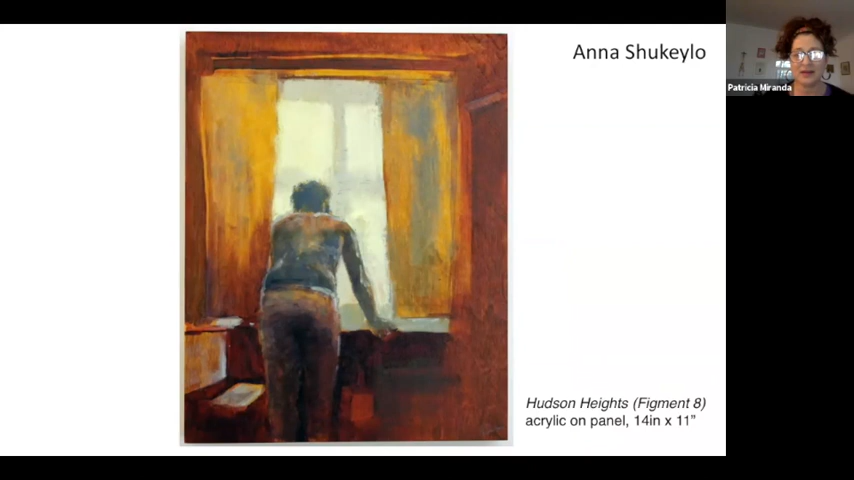 Anna Shukeylo
Patricia Miranda
Hudson Heights (Figment 8)
acrylic on panel, 14in x 11”